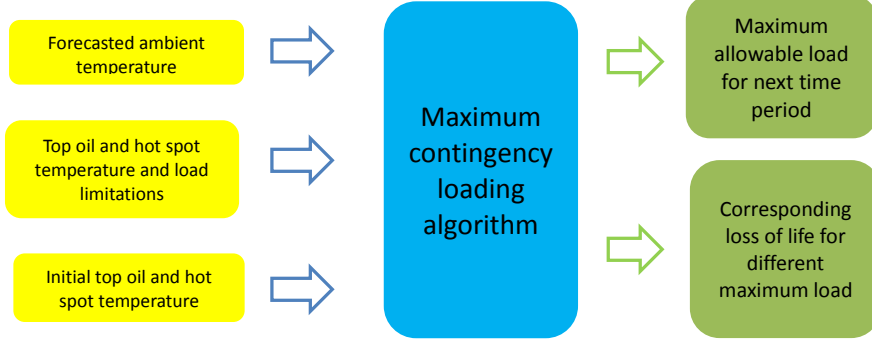 Forecasted ambient
temperature
Top oil and hot spot
temperature and load
limitations
Initial top oil and hot
spot temperature
Maximum
contingency
loading
algorithm
Maximum
allowable load
for next time
period
Corresponding
loss of life for
different
maximum load